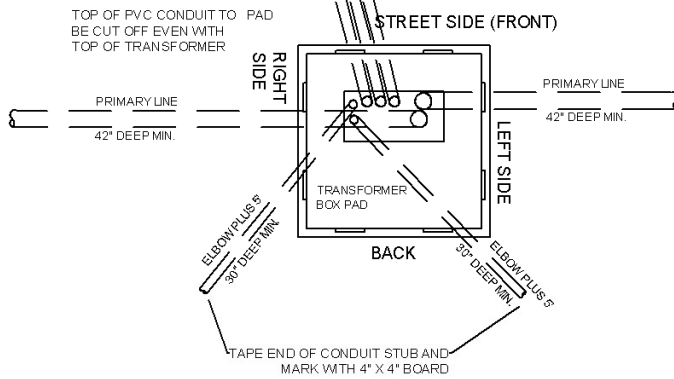 TOP OF PVC CONDUIT TO PAD
BE CUT OFF EVEN WITH
TOP OF TRANSFORMER
STREET SIDE (FRONT)
RIGHT
SIDE
PRIMARY LINE
42" DEEP MIN.
PRIMARY LINE
42" DEEP MIN.
LEFT SIDE
TRANSFORMER
BOX PAD
BACK
ELBOW PLUS 5'
30" DEEP MIN.
ELBOW PLUS 5'
30" DEEP MIN.
TAPE END OF CONDUIT STUB AND
MARK WITH 4" X 4" BOARD